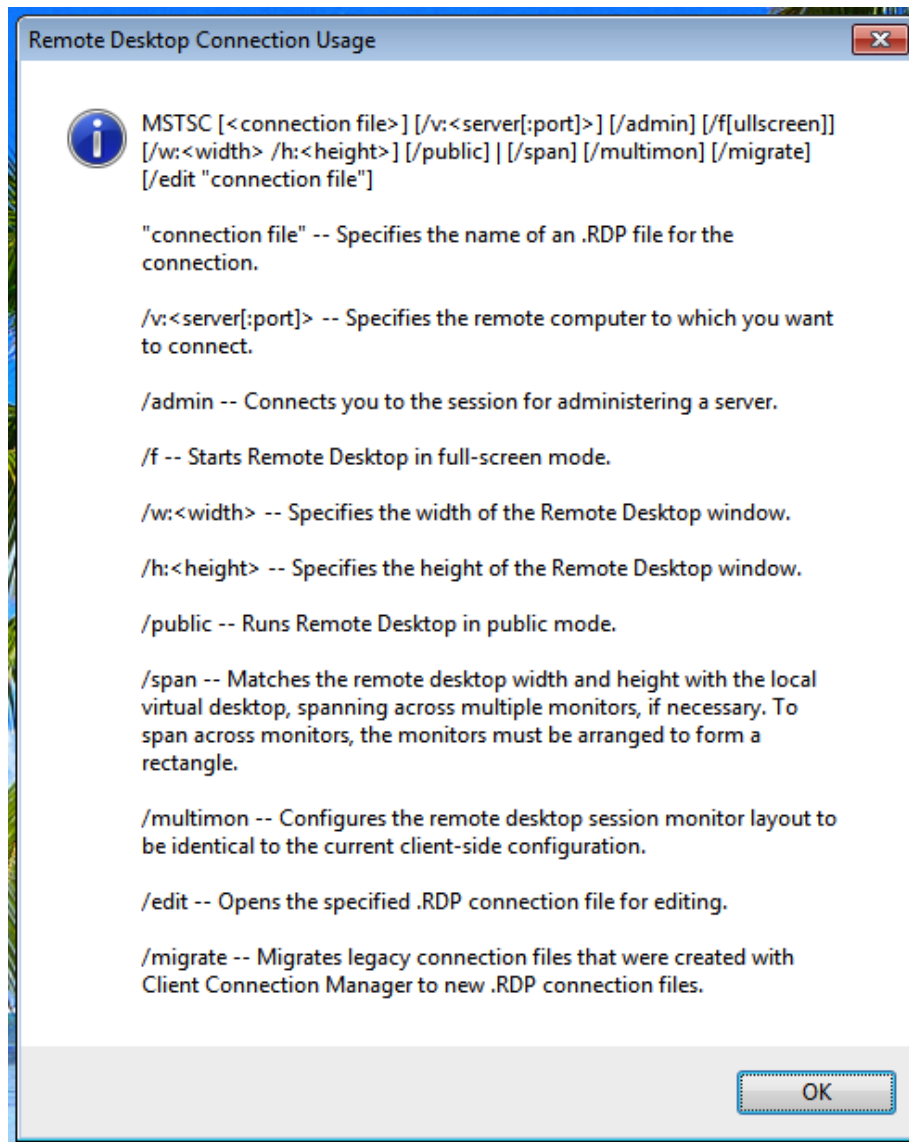 Remote Desktop Connection Usage
MSTSC [<connection file>] [/v:<server[:port]>] [/admin] [/f[ullscreen]]
[/w:<width> /h:<height>] [/public] | [/span] [/multimon] [/migrate]
[/edit "connection file"]
"connection file" -- Specifies the name of an .RDP file for the
connection.
/v:<server[:port]> -- Specifies the remote computer to which you want
to connect.
/admin -- Connects you to the session for administering a server.
/f -- Starts Remote Desktop in full-screen mode.
/w:<width> -- Specifies the width of the Remote Desktop window.
/h:<height> -- Specifies the height of the Remote Desktop window.
/public -- Runs Remote Desktop in public mode.
/span -- Matches the remote desktop width and height with the local
virtual desktop, spanning across multiple monitors, if necessary. To
span across monitors, the monitors must be arranged to form a
rectangle.
/multimon -- Configures the remote desktop session monitor layout to
be identical to the current client-side configuration.
/edit -- Opens the specified .RDP connection file for editing.
/migrate -- Migrates legacy connection files that were created with
Client Connection Manager to new .RDP connection files.
OK